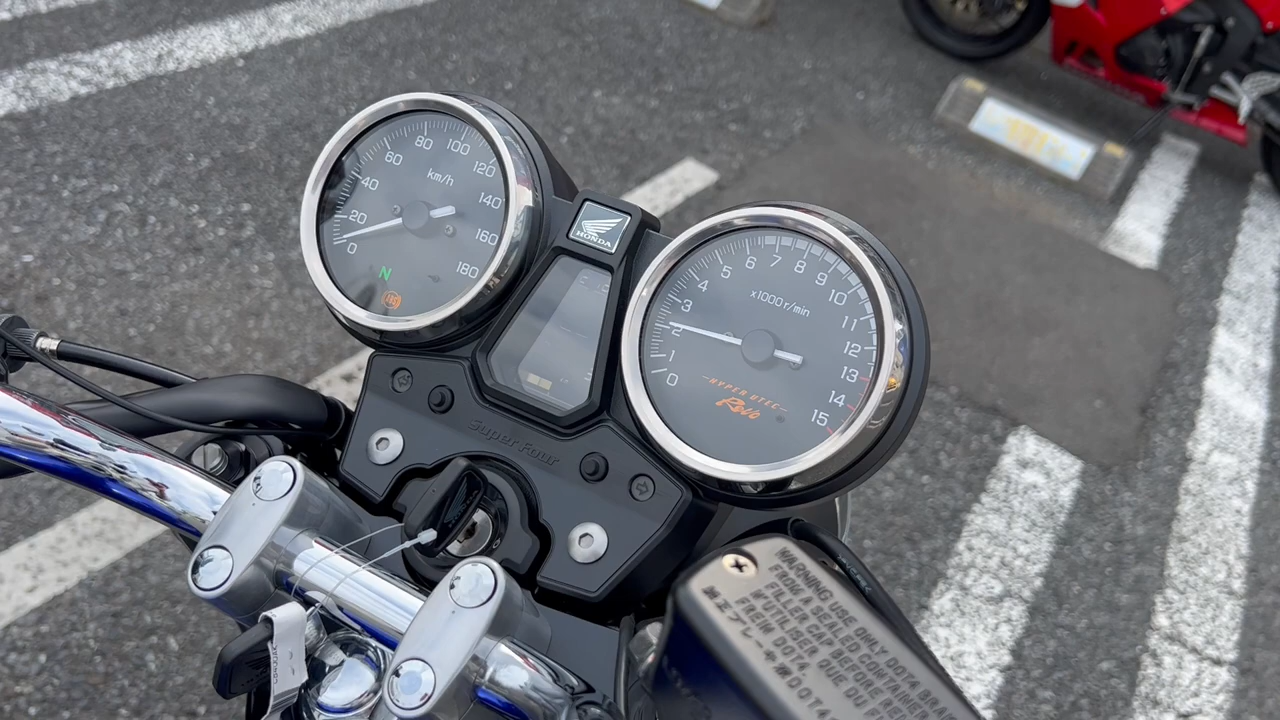 0
20
40
60
80
100
120
140
160
180
km/h
N
ABS
HONDA
0
1
2
3
4
5
6
7
8
9
10
11
12
13
14
15
x1000r/min
HYPER VTEC
Revo
Super Four
WARNING USE ONLY DOT4 BRAKE
FROM A SEALED CONTAINER
FILLER CAP BEFORE RE
N'UTILISER QUE DU
FREIN DOT4.